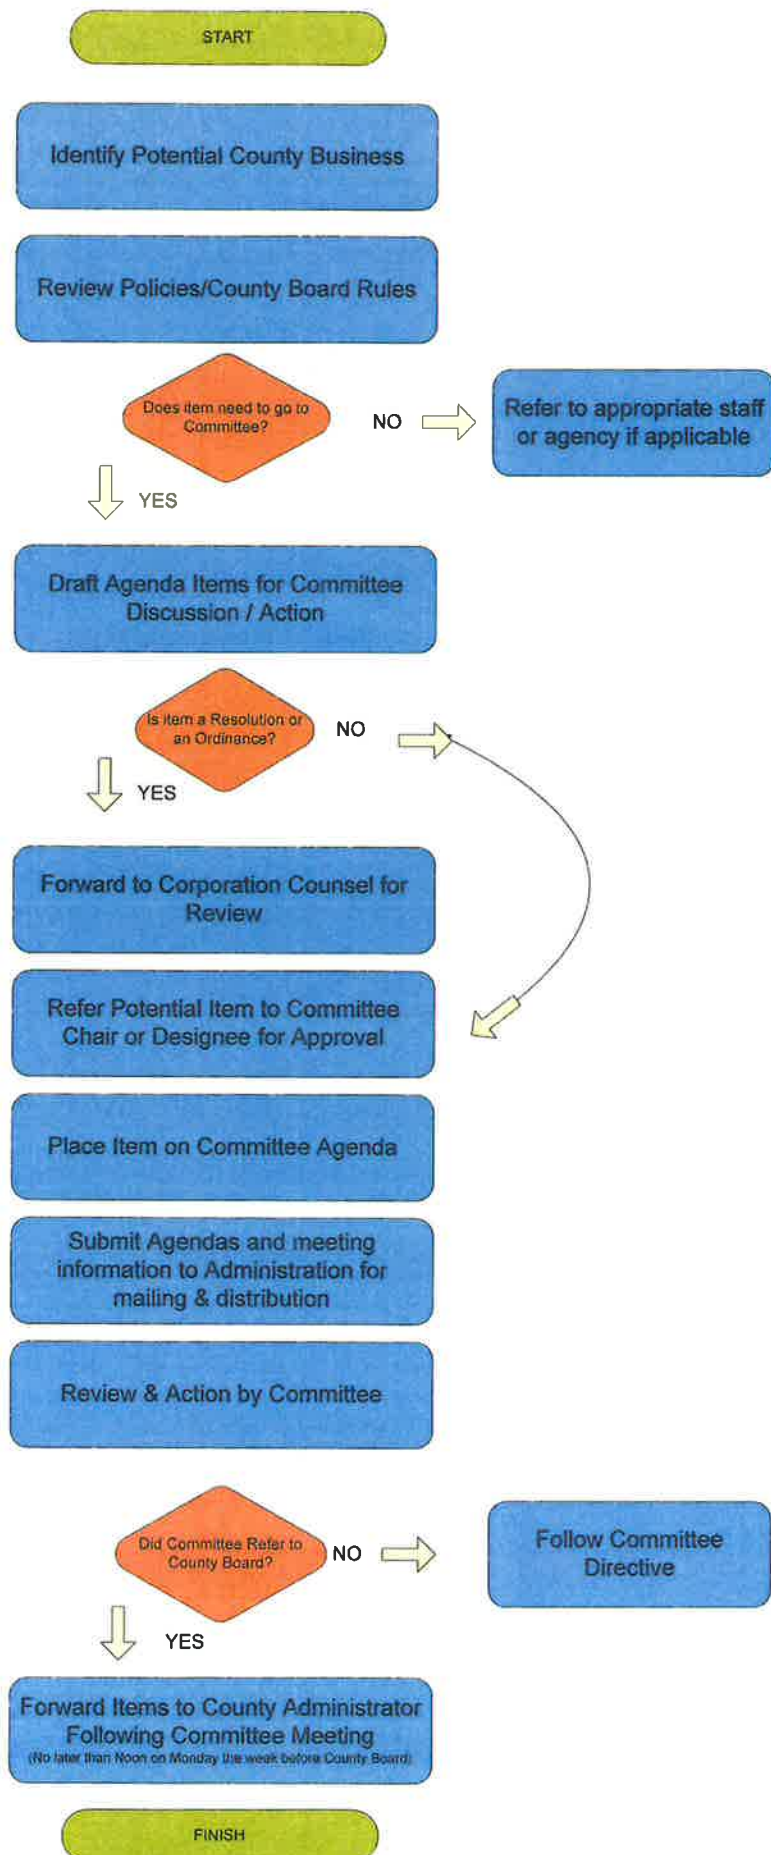 START
Identify Potential County Business
Review Policies/County Board Rules
Does item need to go to
Committee?
NO
Refer to appropriate staff
or agency if applicable
YES
Draft Agenda Items for Committee
Discussion / Action
Is item a Resolution or
an Ordinance?
NO
YES
Forward to Corporation Counsel for
Review
Refer Potential Item to Committee
Chair or Designee for Approval
Place Item on Committee Agenda
Submit Agendas and meeting
information to Administration for
mailing & distribution
Review & Action by Committee
Did Committee Refer to
County Board?
NO
Follow Committee
Directive
YES
Forward Items to County Administrator
Following Committee Meeting
(No later than Noon on Monday the week before County Board)
FINISH